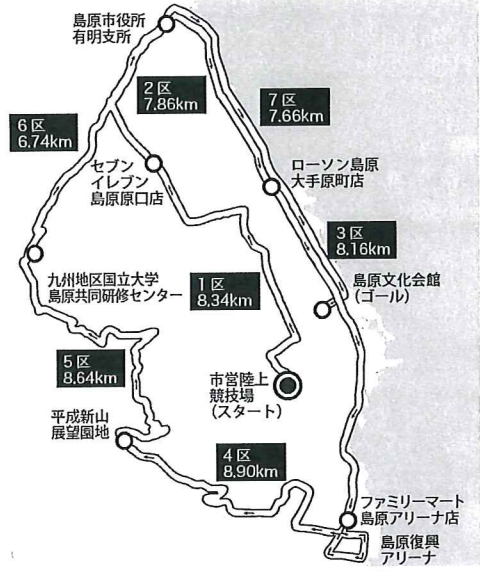 島原市役所
有明支所
2区
7.86km
7区
7.66km
6区
6.74km
セブン
イレブン
島原原口店
ローソン島原
大手原町店
3区
8.16km
九州地区国立大学
島原共同研修センター
1区
8.34km
島原文化会館
(ゴール)
5区
8.64km
市営陸上
競技場
(スタート)
平成新山
展望園地
4区
8.90km
ファミリーマート
島原アリーナ店
島原復興
アリーナ